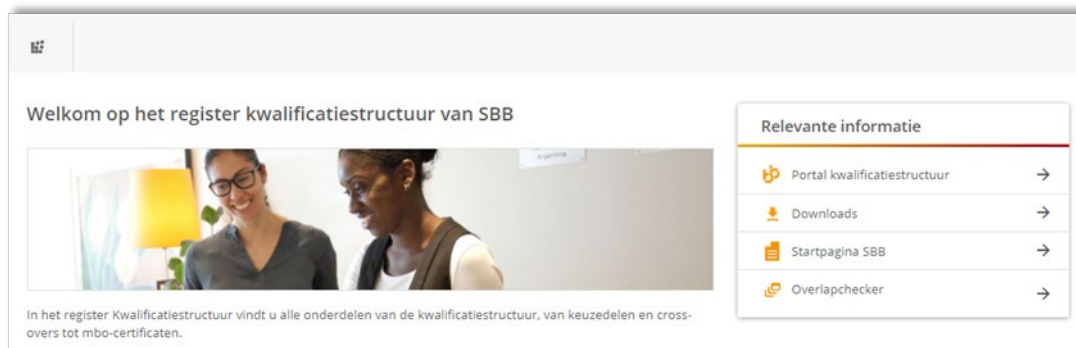 Welkom op het register kwalificatiestructuur van SBB
Argentinië
In het register Kwalificatiestructuur vindt u alle onderdelen van de kwalificatiestructuur, van keuzedelen en cross-
overs tot mbo-certificaten.
Relevante informatie
Portal kwalificatiestructuur
Downloads
Startpagina SBB
Overlapchecker